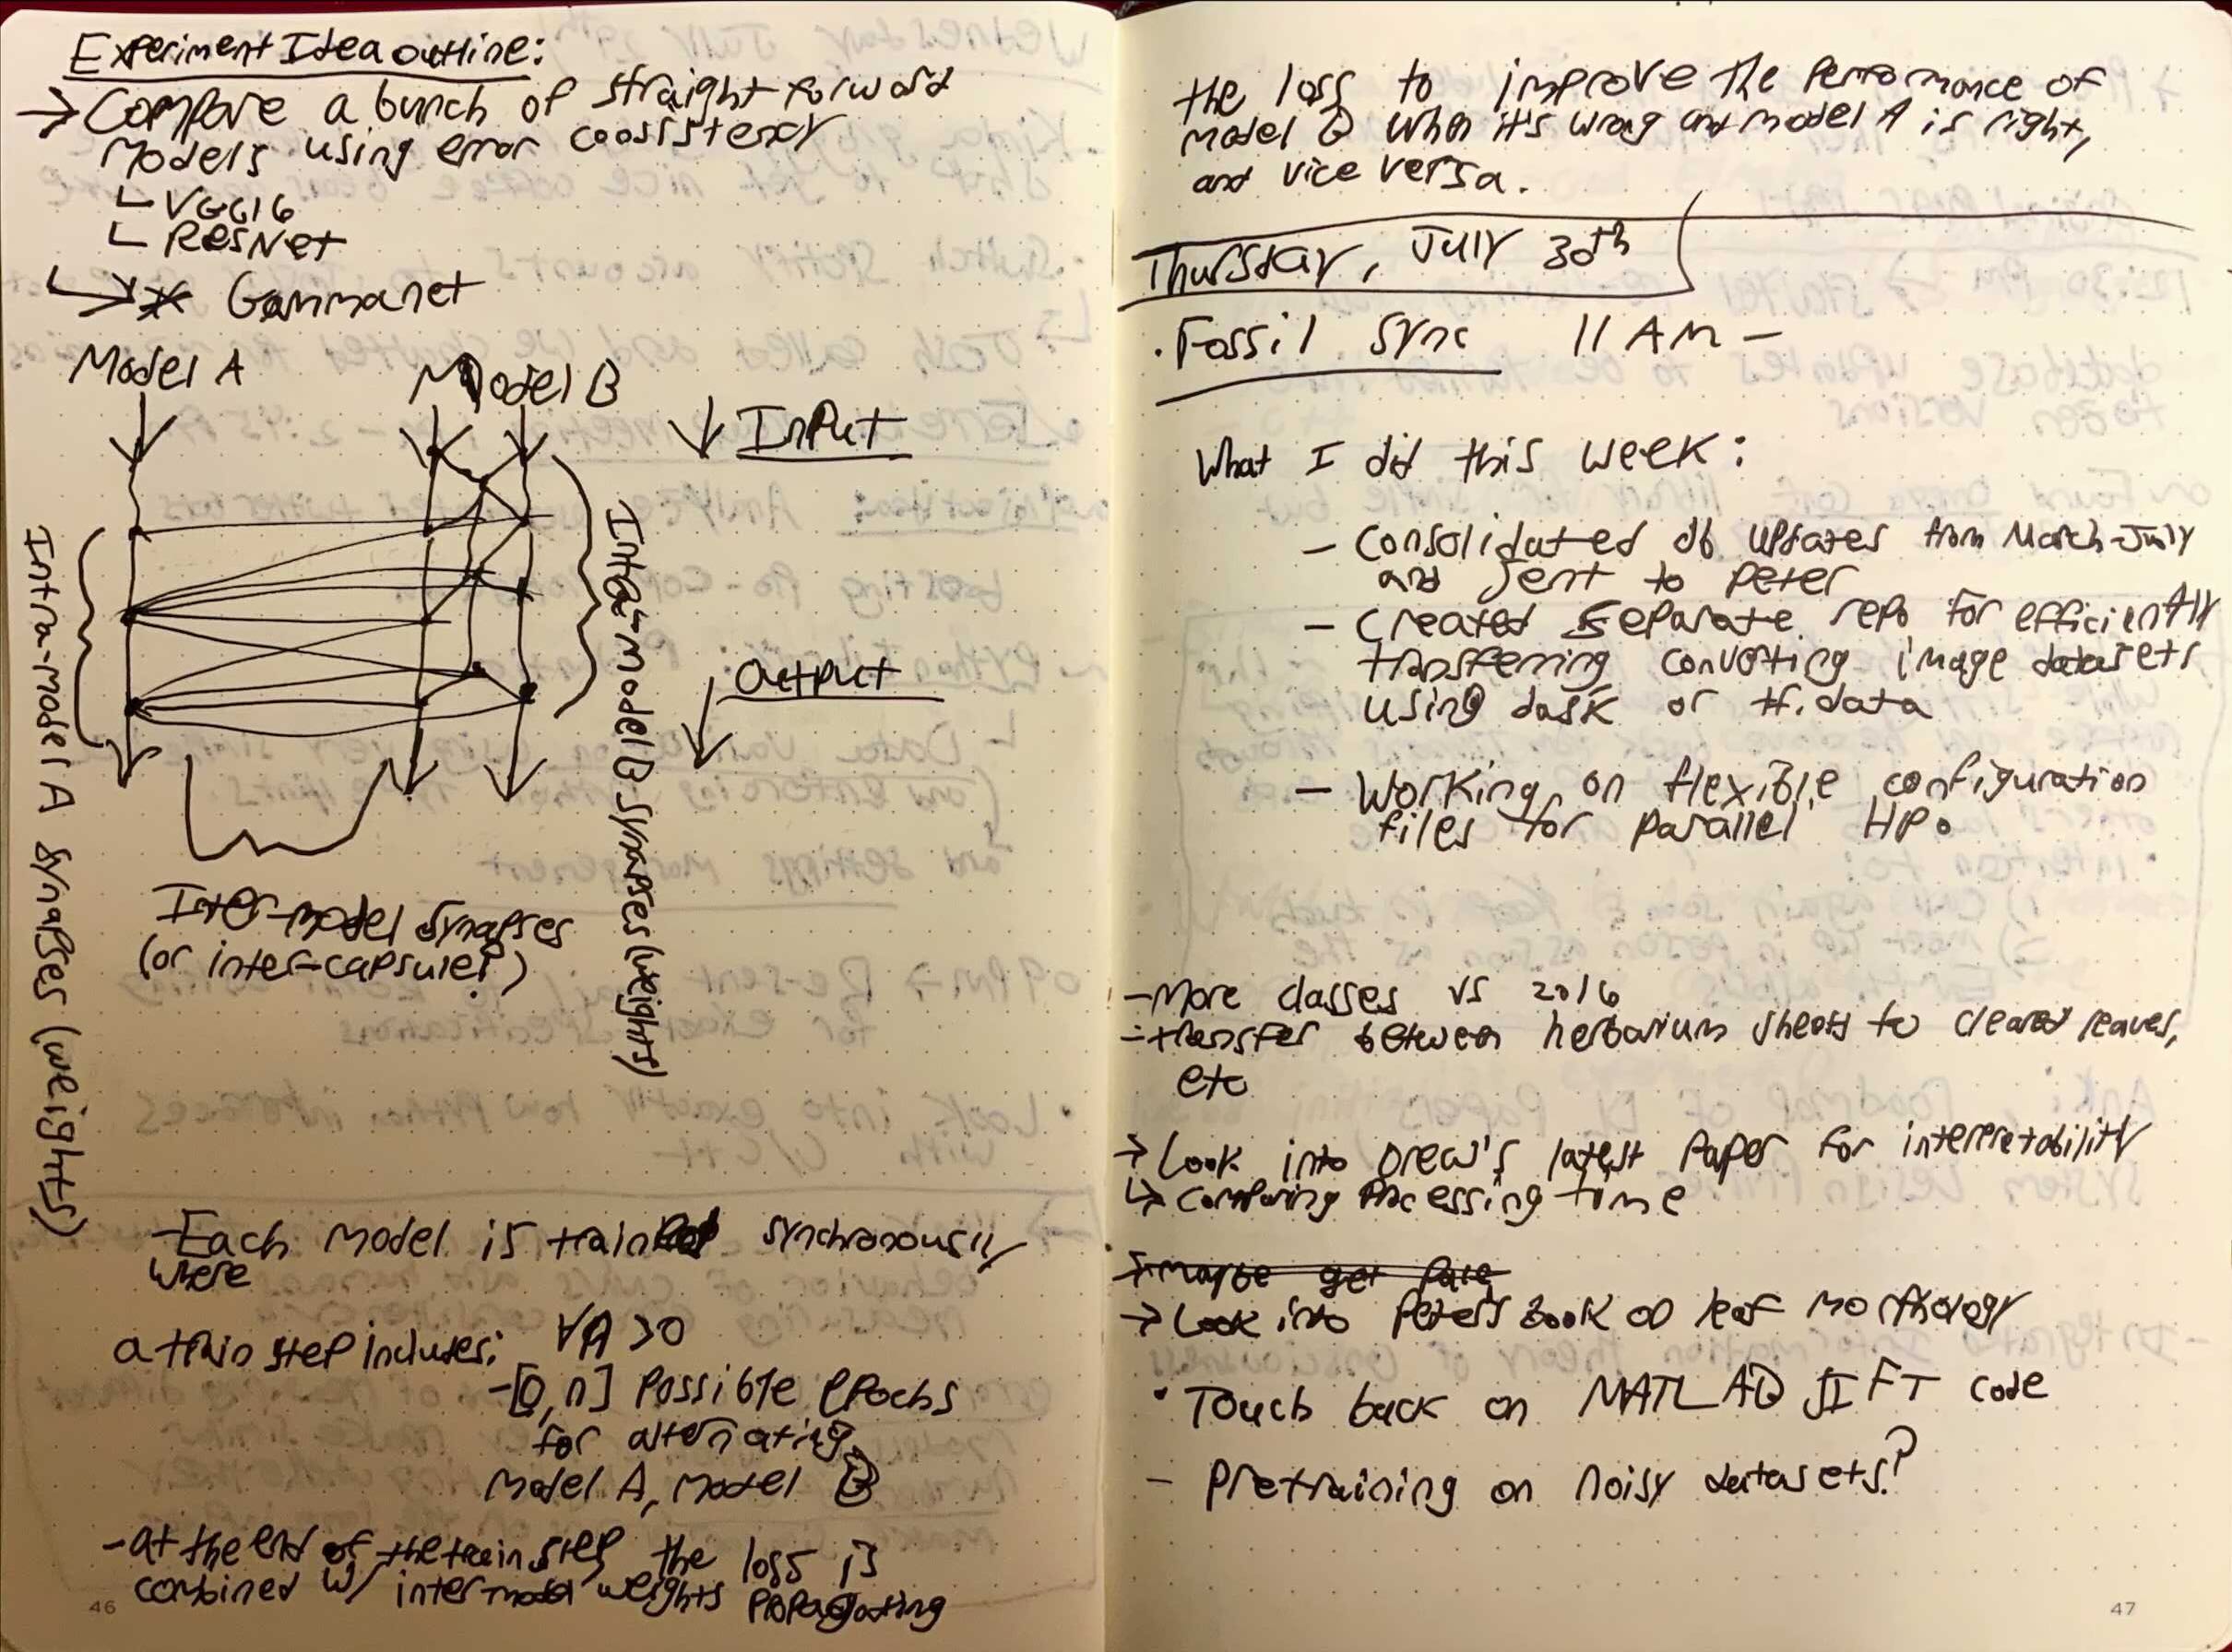 Experiment Idea outline:
→ Compare a bunch of straightforward
models using error consistency
↳ VGG16
↳ ResNet
↳→ * Gammanet
Model A
Model B
↓ Input
Output
Intra-model A synapses (weights)
Intra-model B synapses (weights)
Inter-model synapses
(or inter-capsule?)
- Each model is trained synchronously
where
a train step includes: ∀ A > 0
- [0, n] possible epochs
for alternating
Model A, Model B
- at the end of the train step the loss is
combined w/ inter model weights propagating
46
the loss to improve the performance of
model B when it's wrong and model A is right,
and vice versa.
Thursday, July 30th
· Fossil Sync 11 AM -
What I did this week:
- Consolidated db updates from March-July
and sent to Peter
- Created separate repo for efficiently
transferring converting image datasets
using dask or tf.data
- Working on flexible configuration
files for parallel HPO
- More classes vs 2016
- transfer between herbarium sheets to cleared leaves,
etc
→ Look into Drew's latest paper for interpretability
↳ comparing processing time
→ Look into Peter's book on leaf morphology
· Touch back on MATLAB SIFT code
- Pretraining on noisy datasets?
47